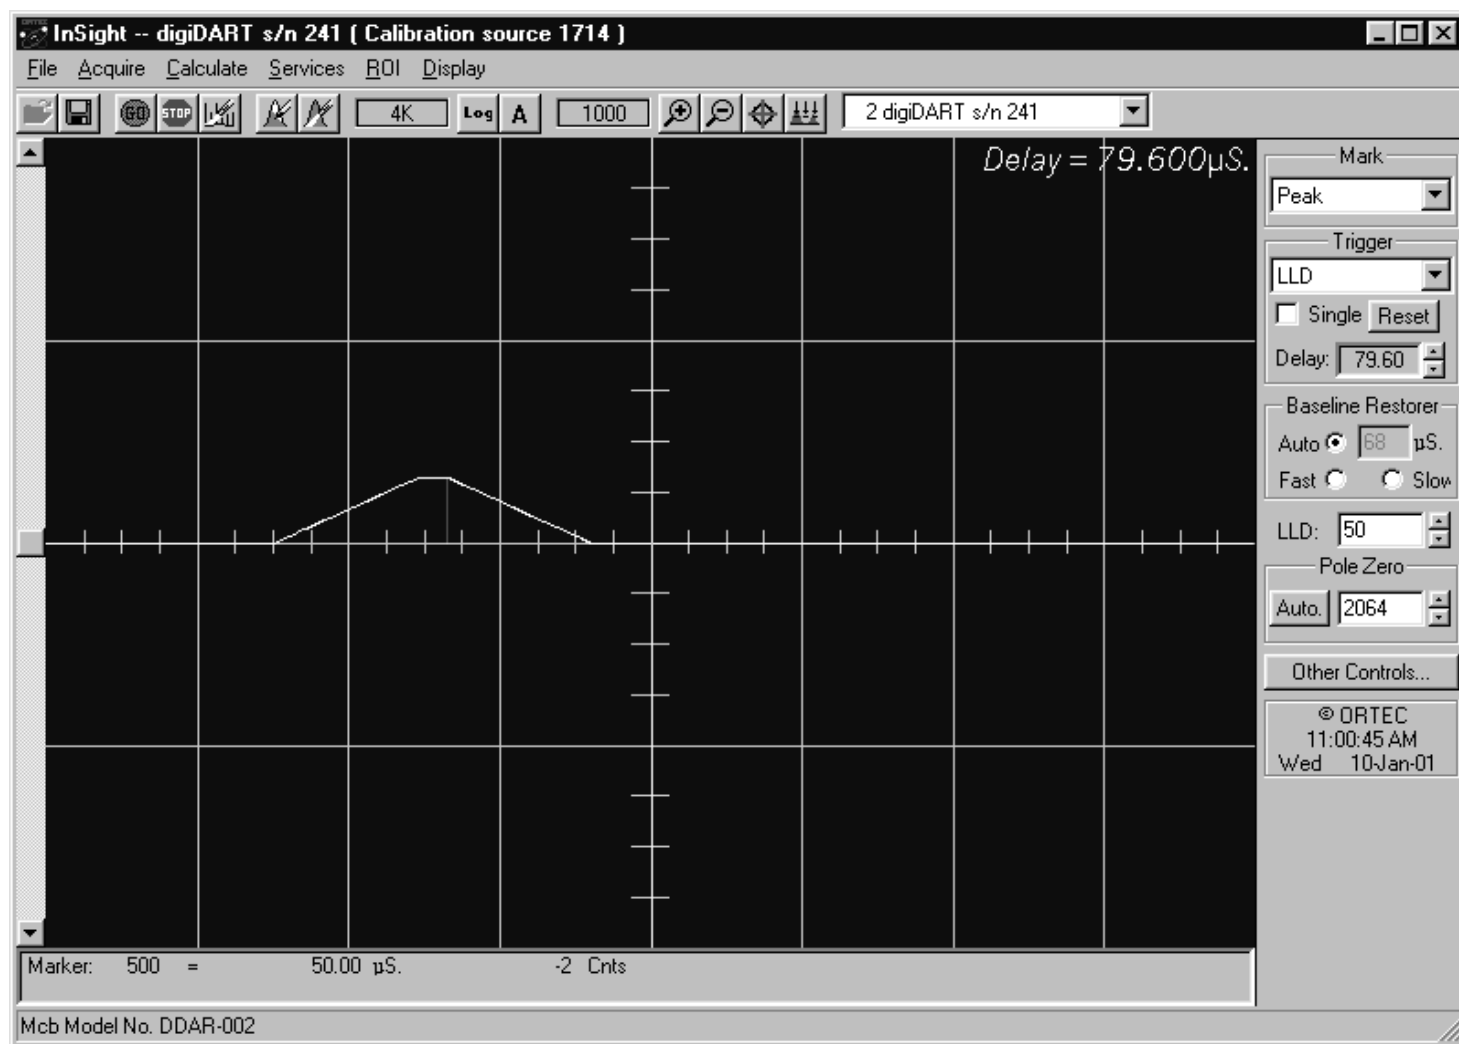 ORTEC
InSight -- digiDART s/n 241 ( Calibration source 1714 )
File Acquire Calculate Services ROI Display
GO STOP 4K Log A 1000 2 digiDART s/n 241
Delay = 79.600µS.
Mark
Peak
Trigger
LLD
Single Reset
Delay: 79.60
Baseline Restorer
Auto 68 µS.
Fast Slow
LLD: 50
Pole Zero
Auto. 2064
Other Controls...
© ORTEC
11:00:45 AM
Wed 10-Jan-01
Marker: 500 = 50.00 µS. -2 Cnts
Mcb Model No. DDAR-002